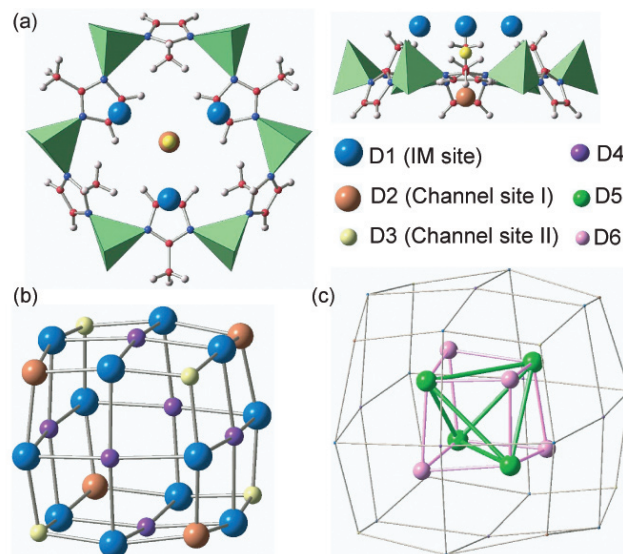 (a)
D1 (IM site)
D4
D2 (Channel site I)
D5
D3 (Channel site II)
D6
(b)
(c)